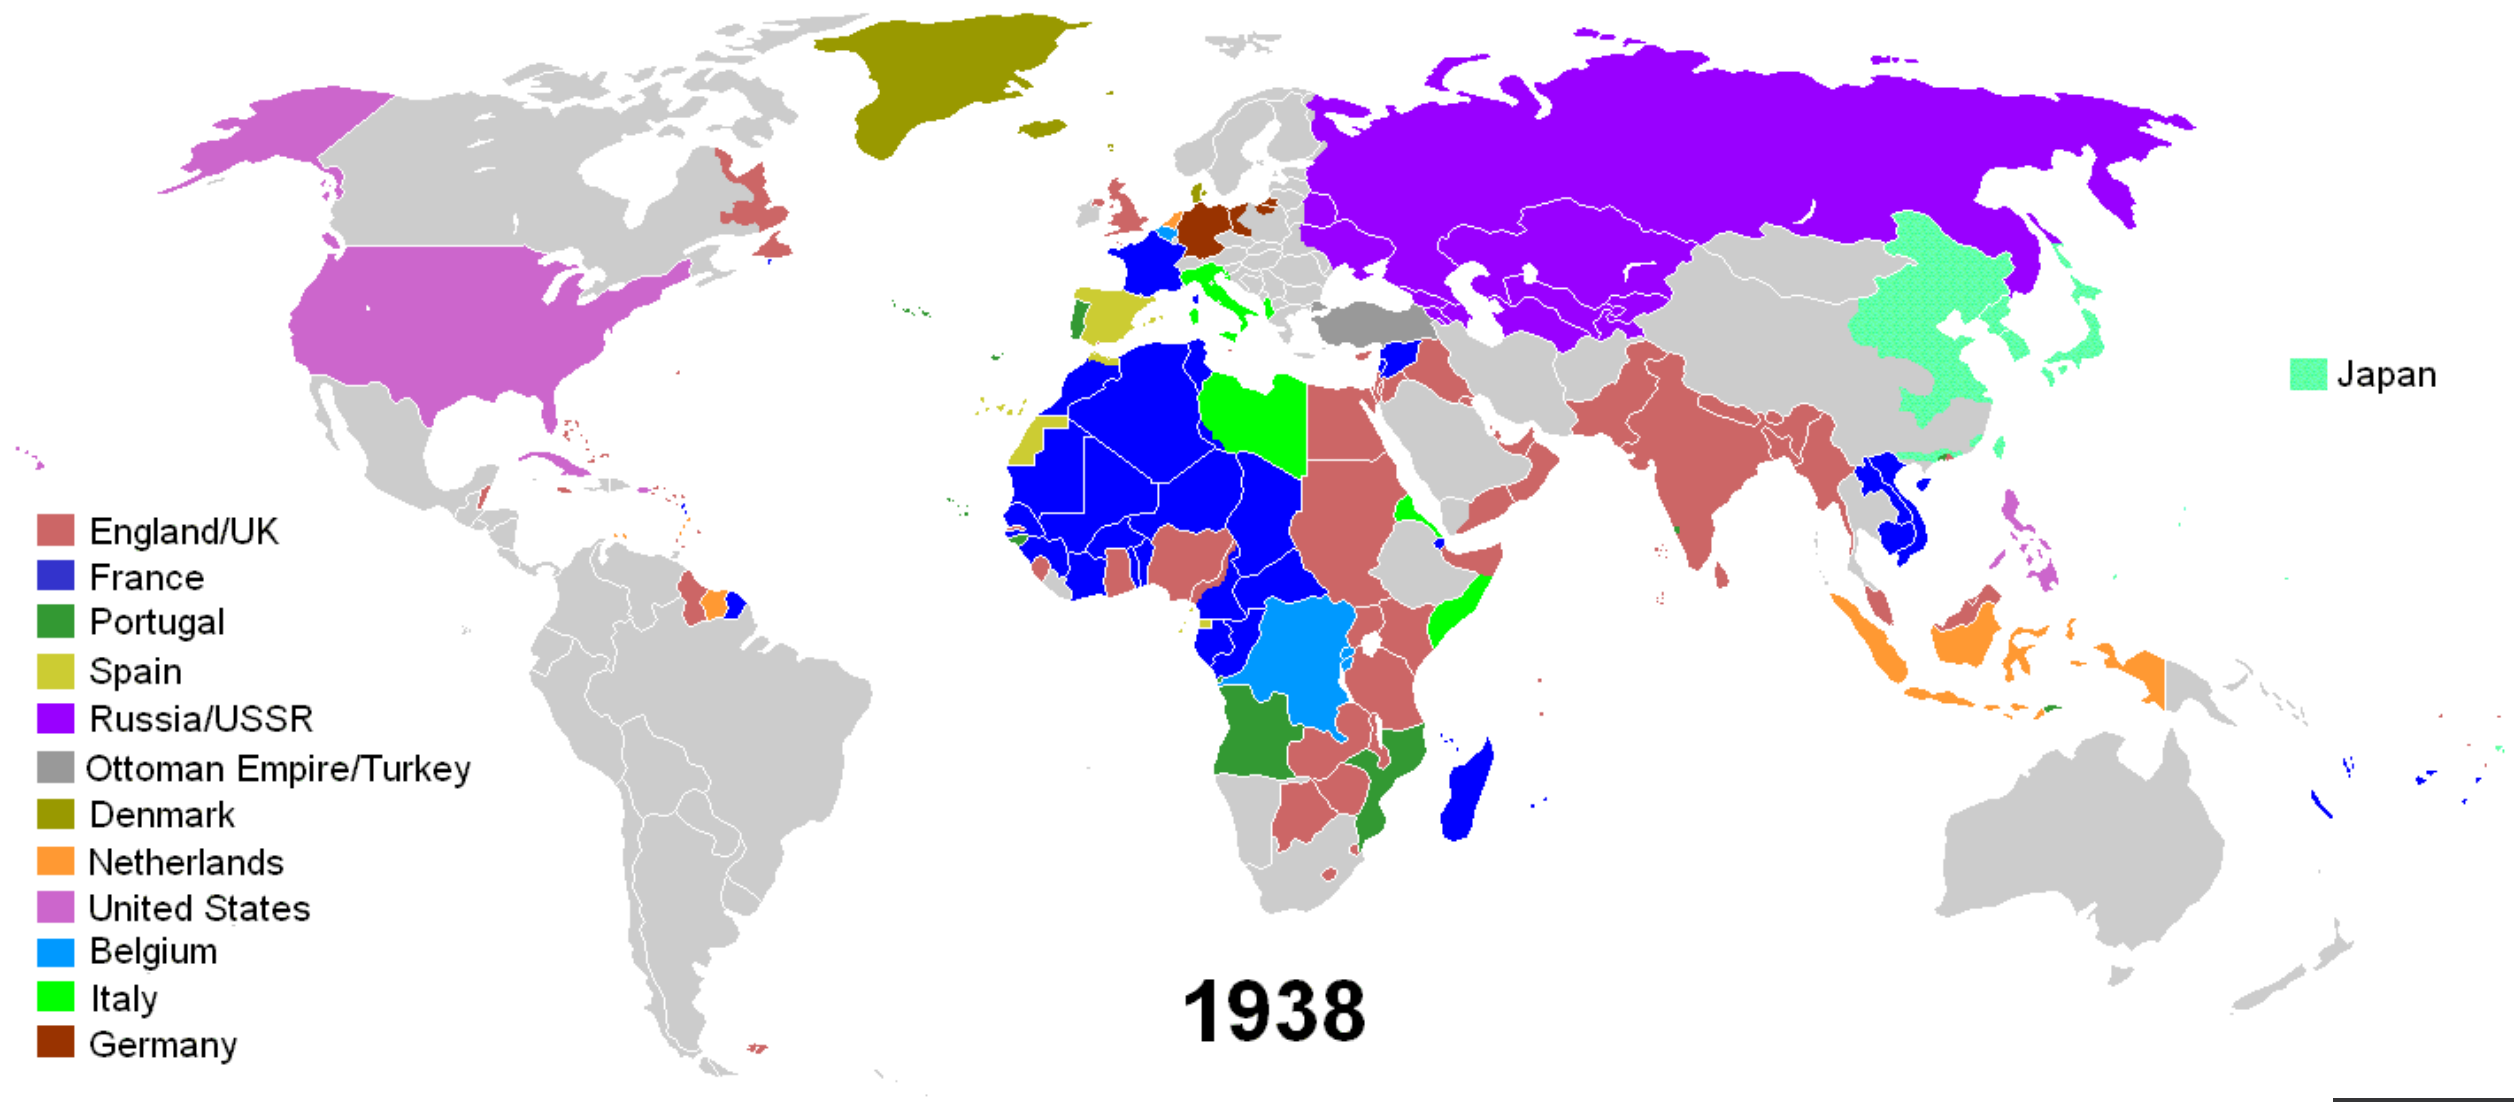 Japan
England/UK
France
Portugal
Spain
Russia/USSR
Ottoman Empire/Turkey
Denmark
Netherlands
United States
Belgium
Italy
Germany
1938